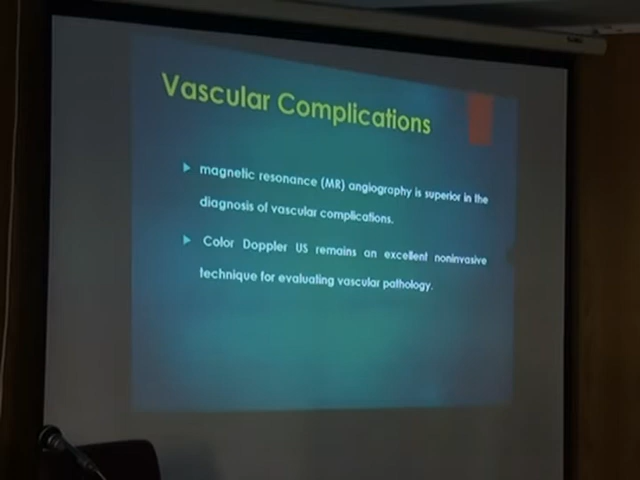 Vascular Complications
magnetic resonance (MR) angiography is superior in the
diagnosis of vascular complications.
Color Doppler US remains an excellent noninvasive
technique for evaluating vascular pathology.